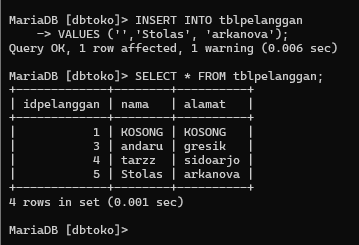 MariaDB [dbtoko]> INSERT INTO tblpelanggan
    -> VALUES ('','Stolas', 'arkanova');
Query OK, 1 row affected, 1 warning (0.006 sec)

MariaDB [dbtoko]> SELECT * FROM tblpelanggan;
+-------------+--------+----------+
| idpelanggan | nama   | alamat   |
+-------------+--------+----------+
|           1 | KOSONG | KOSONG   |
|           3 | andaru | gresik   |
|           4 | tarzz  | sidoarjo |
|           5 | Stolas | arkanova |
+-------------+--------+----------+
4 rows in set (0.001 sec)

MariaDB [dbtoko]>